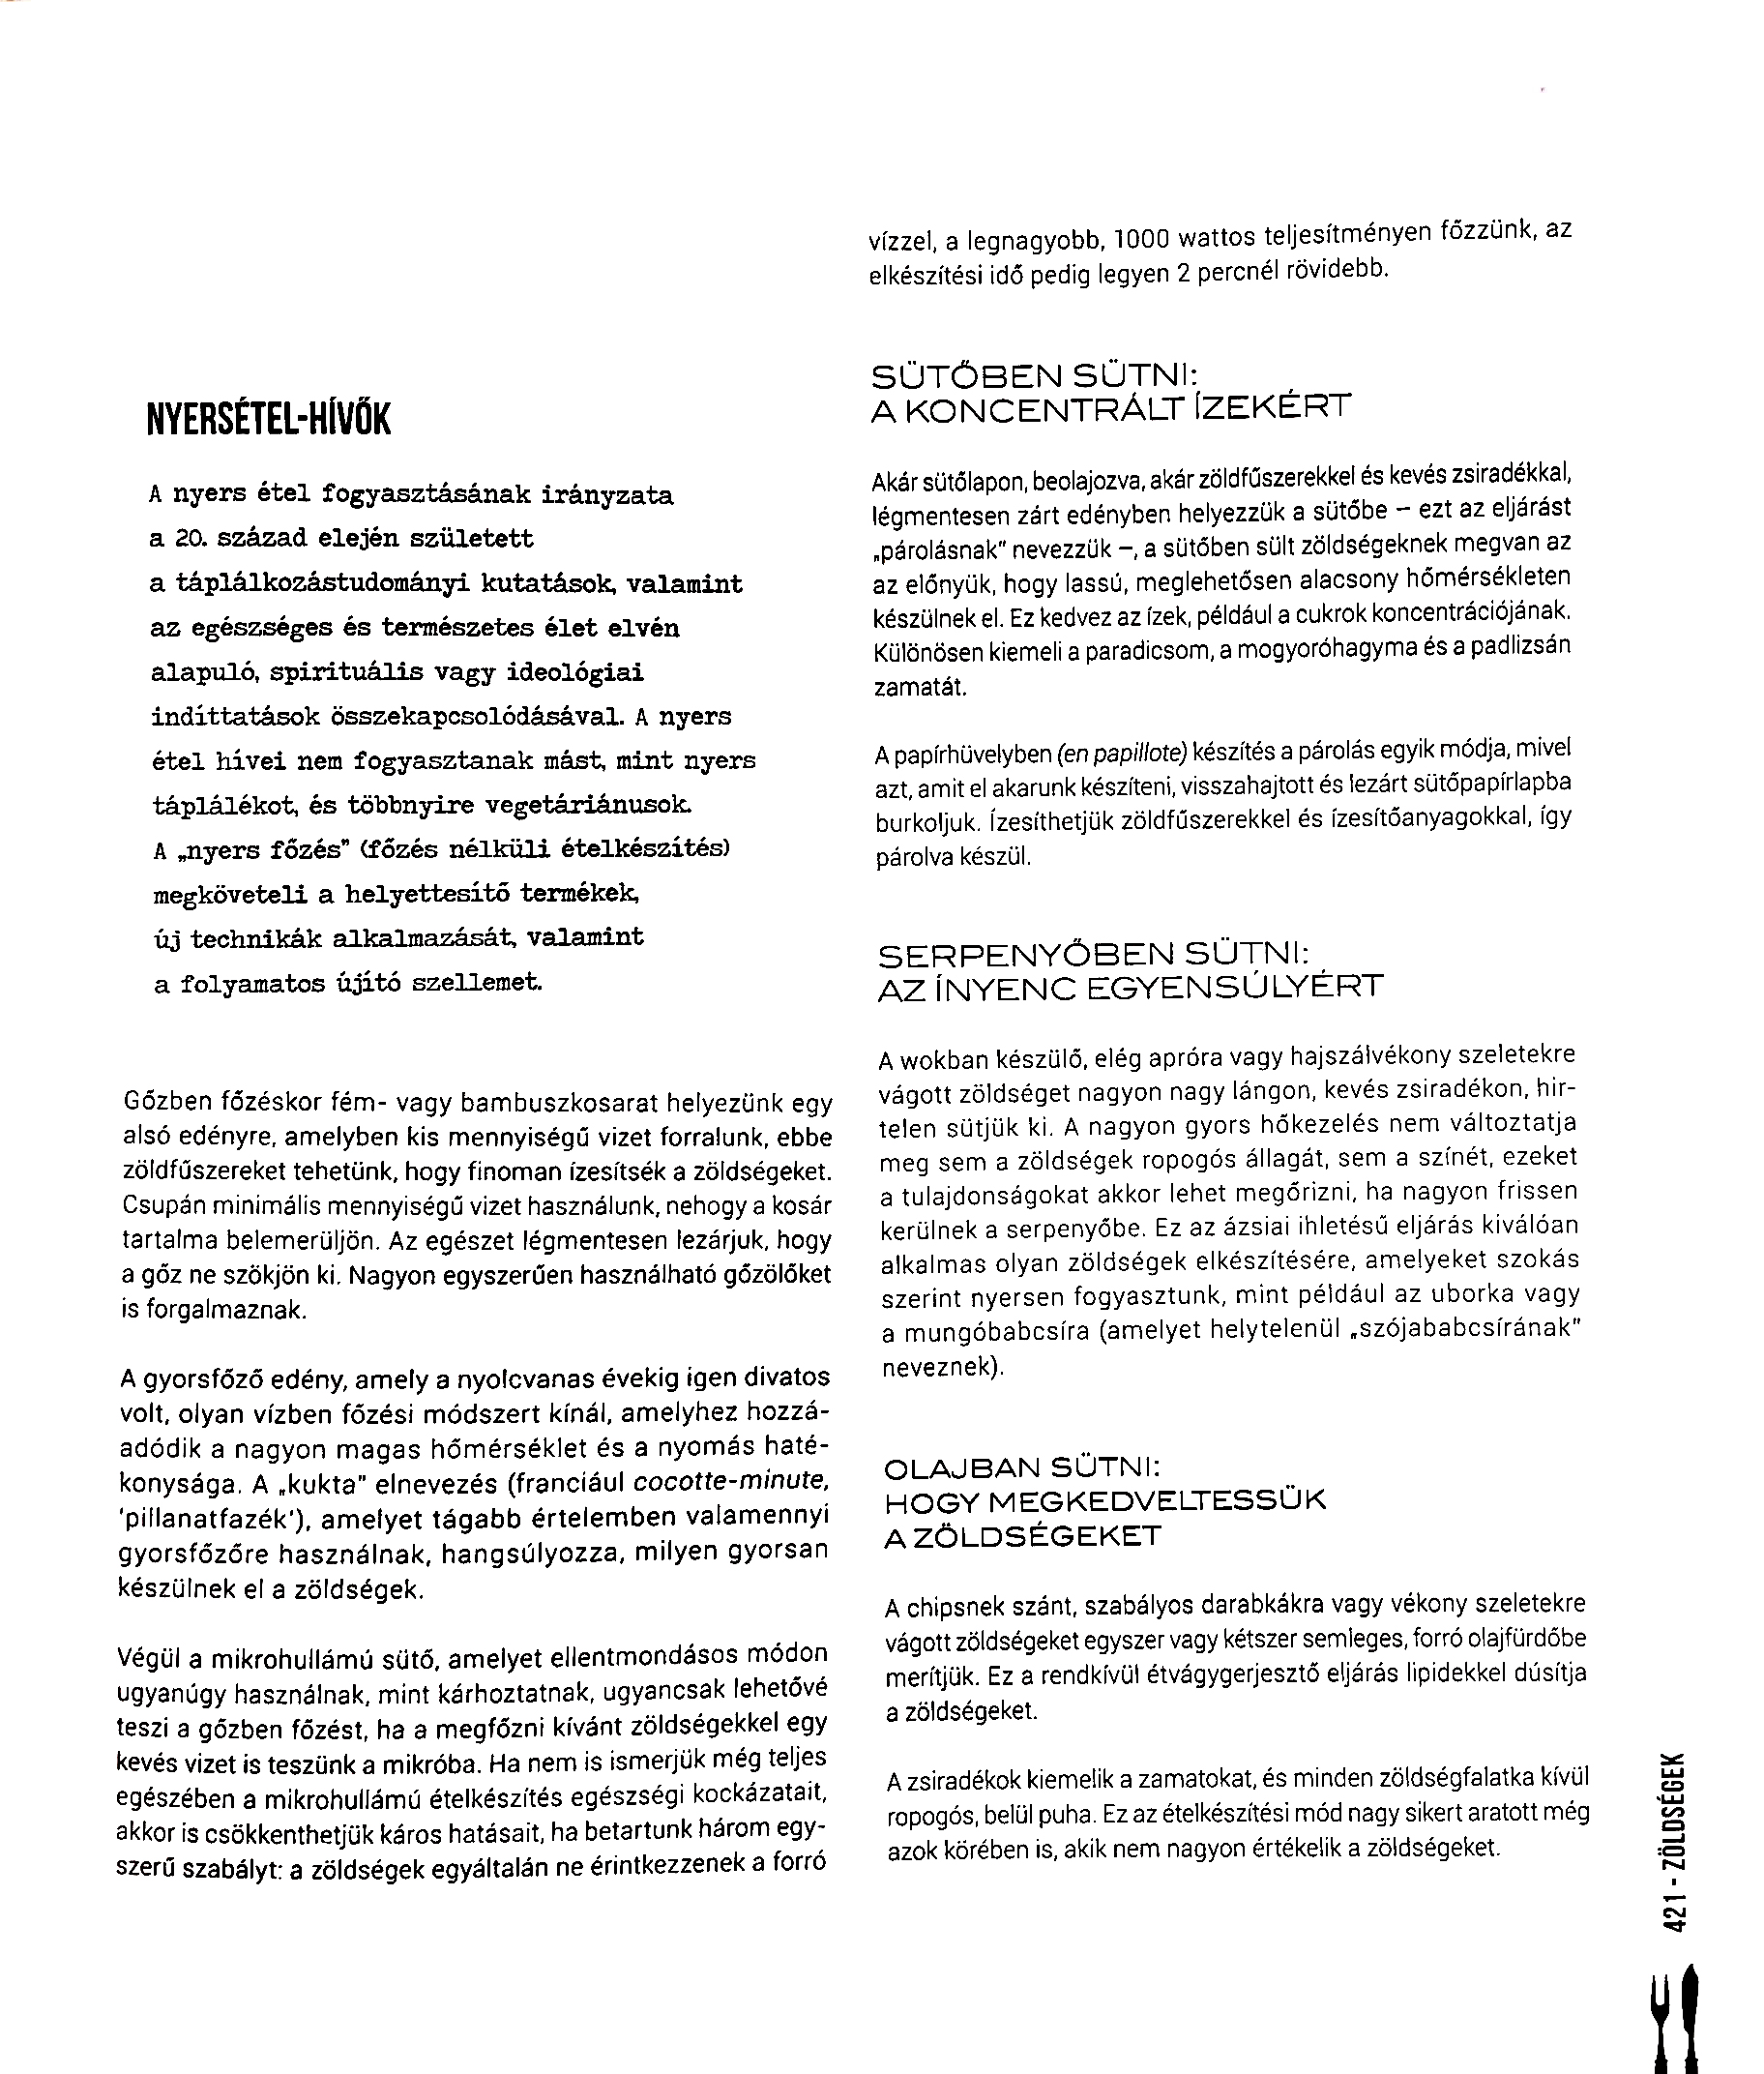 NYERSÉTEL-HÍVŐK
A nyers étel fogyasztásának irányzata
a 20. század elején született
a táplálkozástudományi kutatások, valamint
az egészséges és természetes élet elvén
alapuló, spirituális vagy ideológiai
indíttatások összekapcsolódásával. A nyers
étel hívei nem fogyasztanak mást, mint nyers
táplálékot, és többnyire vegetáriánusok.
A „nyers főzés” (főzés nélküli ételkészítés)
megköveteli a helyettesítő termékek,
új technikák alkalmazását, valamint
a folyamatos újító szellemet.
Gőzben főzéskor fém- vagy bambuszkosarat helyezünk egy
alsó edényre, amelyben kis mennyiségű vizet forralunk, ebbe
zöldfűszereket tehetünk, hogy finoman ízesítsék a zöldségeket.
Csupán minimális mennyiségű vizet használunk, nehogy a kosár
tartalma belemerüljön. Az egészet légmentesen lezárjuk, hogy
a gőz ne szökjön ki. Nagyon egyszerűen használható gőzölőket
is forgalmaznak.
A gyorsfőző edény, amely a nyolcvanas évekig igen divatos
volt, olyan vízben főzési módszert kínál, amelyhez hozzá-
adódik a nagyon magas hőmérséklet és a nyomás haté-
konysága. A „kukta" elnevezés (franciául cocotte-minute,
'pillanatfazék'), amelyet tágabb értelemben valamennyi
gyorsfőzőre használnak, hangsúlyozza, milyen gyorsan
készülnek el a zöldségek.
Végül a mikrohullámú sütő, amelyet ellentmondásos módon
ugyanúgy használnak, mint kárhoztatnak, ugyancsak lehetővé
teszi a gőzben főzést, ha a megfőzni kívánt zöldségekkel egy
kevés vizet is teszünk a mikróba. Ha nem is ismerjük még teljes
egészében a mikrohullámú ételkészítés egészségi kockázatait,
akkor is csökkenthetjük káros hatásait, ha betartunk három egy-
szerű szabályt: a zöldségek egyáltalán ne érintkezzenek a forró
vízzel, a legnagyobb, 1000 wattos teljesítményen főzzünk, az
elkészítési idő pedig legyen 2 percnél rövidebb.
SÜTŐBEN SÜTNI:
A KONCENTRÁLT ÍZEKÉRT
Akár sütőlapon, beolajozva, akár zöldfűszerekkel és kevés zsiradékkal,
légmentesen zárt edényben helyezzük a sütőbe – ezt az eljárást
„párolásnak" nevezzük –, a sütőben sült zöldségeknek megvan az
az előnyük, hogy lassú, meglehetősen alacsony hőmérsékleten
készülnek el. Ez kedvez az ízek, például a cukrok koncentrációjának.
Különösen kiemeli a paradicsom, a mogyoróhagyma és a padlizsán
zamatát.
A papírhüvelyben (en papillote) készítés a párolás egyik módja, mivel
azt, amit el akarunk készíteni, visszahajtott és lezárt sütőpapírlapba
burkoljuk. Ízesíthetjük zöldfűszerekkel és ízesítőanyagokkal, így
párolva készül.
SERPENYŐBEN SÜTNI:
AZ ÍNYENC EGYENSÚLYÉRT
A wokban készülő, elég apróra vagy hajszálvékony szeletekre
vágott zöldséget nagyon nagy lángon, kevés zsiradékon, hir-
telen sütjük ki. A nagyon gyors hőkezelés nem változtatja
meg sem a zöldségek ropogós állagát, sem a színét, ezeket
a tulajdonságokat akkor lehet megőrizni, ha nagyon frissen
kerülnek a serpenyőbe. Ez az ázsiai ihletésű eljárás kiválóan
alkalmas olyan zöldségek elkészítésére, amelyeket szokás
szerint nyersen fogyasztunk, mint például az uborka vagy
a mungóbabcsíra (amelyet helytelenül „szójababcsírának"
neveznek).
OLAJBAN SÜTNI:
HOGY MEGKEDVELTESSÜK
A ZÖLDSÉGEKET
A chipsnek szánt, szabályos darabkákra vagy vékony szeletekre
vágott zöldségeket egyszer vagy kétszer semleges, forró olajfürdőbe
merítjük. Ez a rendkívül étvágygerjesztő eljárás lipidekkel dúsítja
a zöldségeket.
A zsiradékok kiemelik a zamatokat, és minden zöldségfalatka kívül
ropogós, belül puha. Ez az ételkészítési mód nagy sikert aratott még
azok körében is, akik nem nagyon értékelik a zöldségeket.
421 - ZÖLDSÉGEK